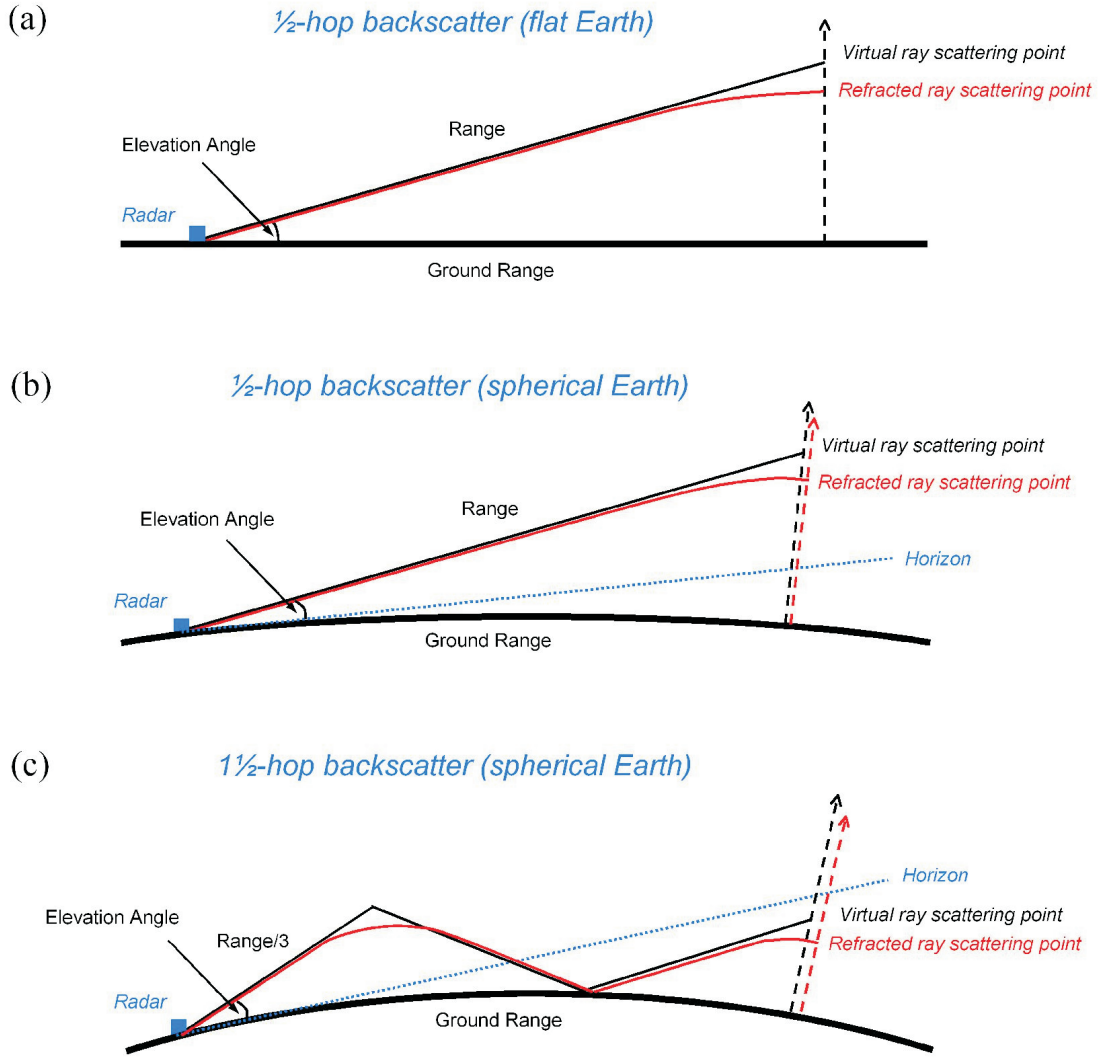 (a)
½-hop backscatter (flat Earth)
Virtual ray scattering point
Refracted ray scattering point
Range
Elevation Angle
Radar
Ground Range
(b)
½-hop backscatter (spherical Earth)
Virtual ray scattering point
Refracted ray scattering point
Range
Elevation Angle
Horizon
Radar
Ground Range
(c)
1½-hop backscatter (spherical Earth)
Horizon
Virtual ray scattering point
Elevation Angle
Range/3
Refracted ray scattering point
Radar
Ground Range